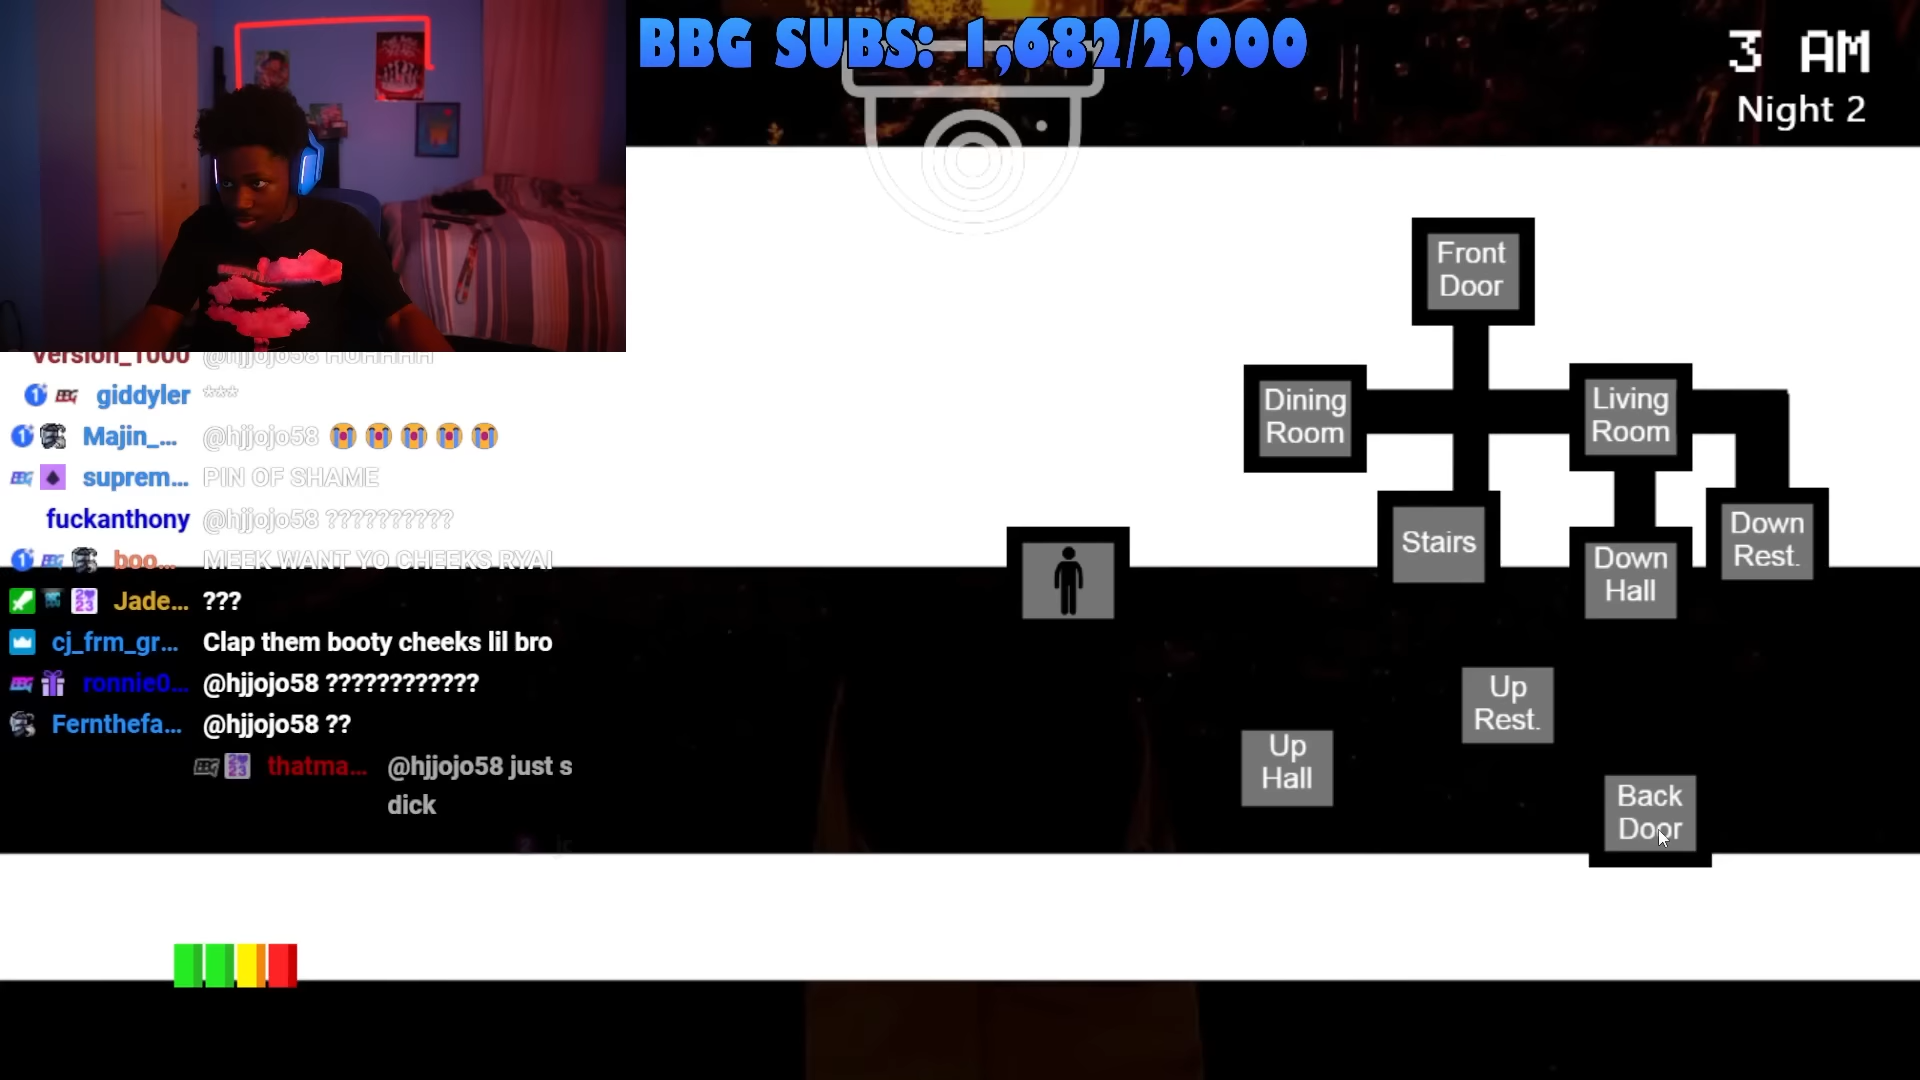 BBG SUBS: 1,682/2,000
3 AM
Night 2
version_1000 @hjjojo58 HUHHHH
giddyler ***
Majin_... @hjjojo58 😭😭😭😭😭
suprem... PIN OF SHAME
fuckanthony @hjjojo58 ??????????
boo... MEEK WANT YO CHEEKS RYAI
Jade... ???
cj_frm_gr... Clap them booty cheeks lil bro
ronnie0... @hjjojo58 ????????????
Fernthefa... @hjjojo58 ??
thatma... @hjjojo58 just s
dick
Front
Door
Dining
Room
Living
Room
Stairs
Down
Hall
Down
Rest.
Up
Rest.
Up
Hall
Back
Door